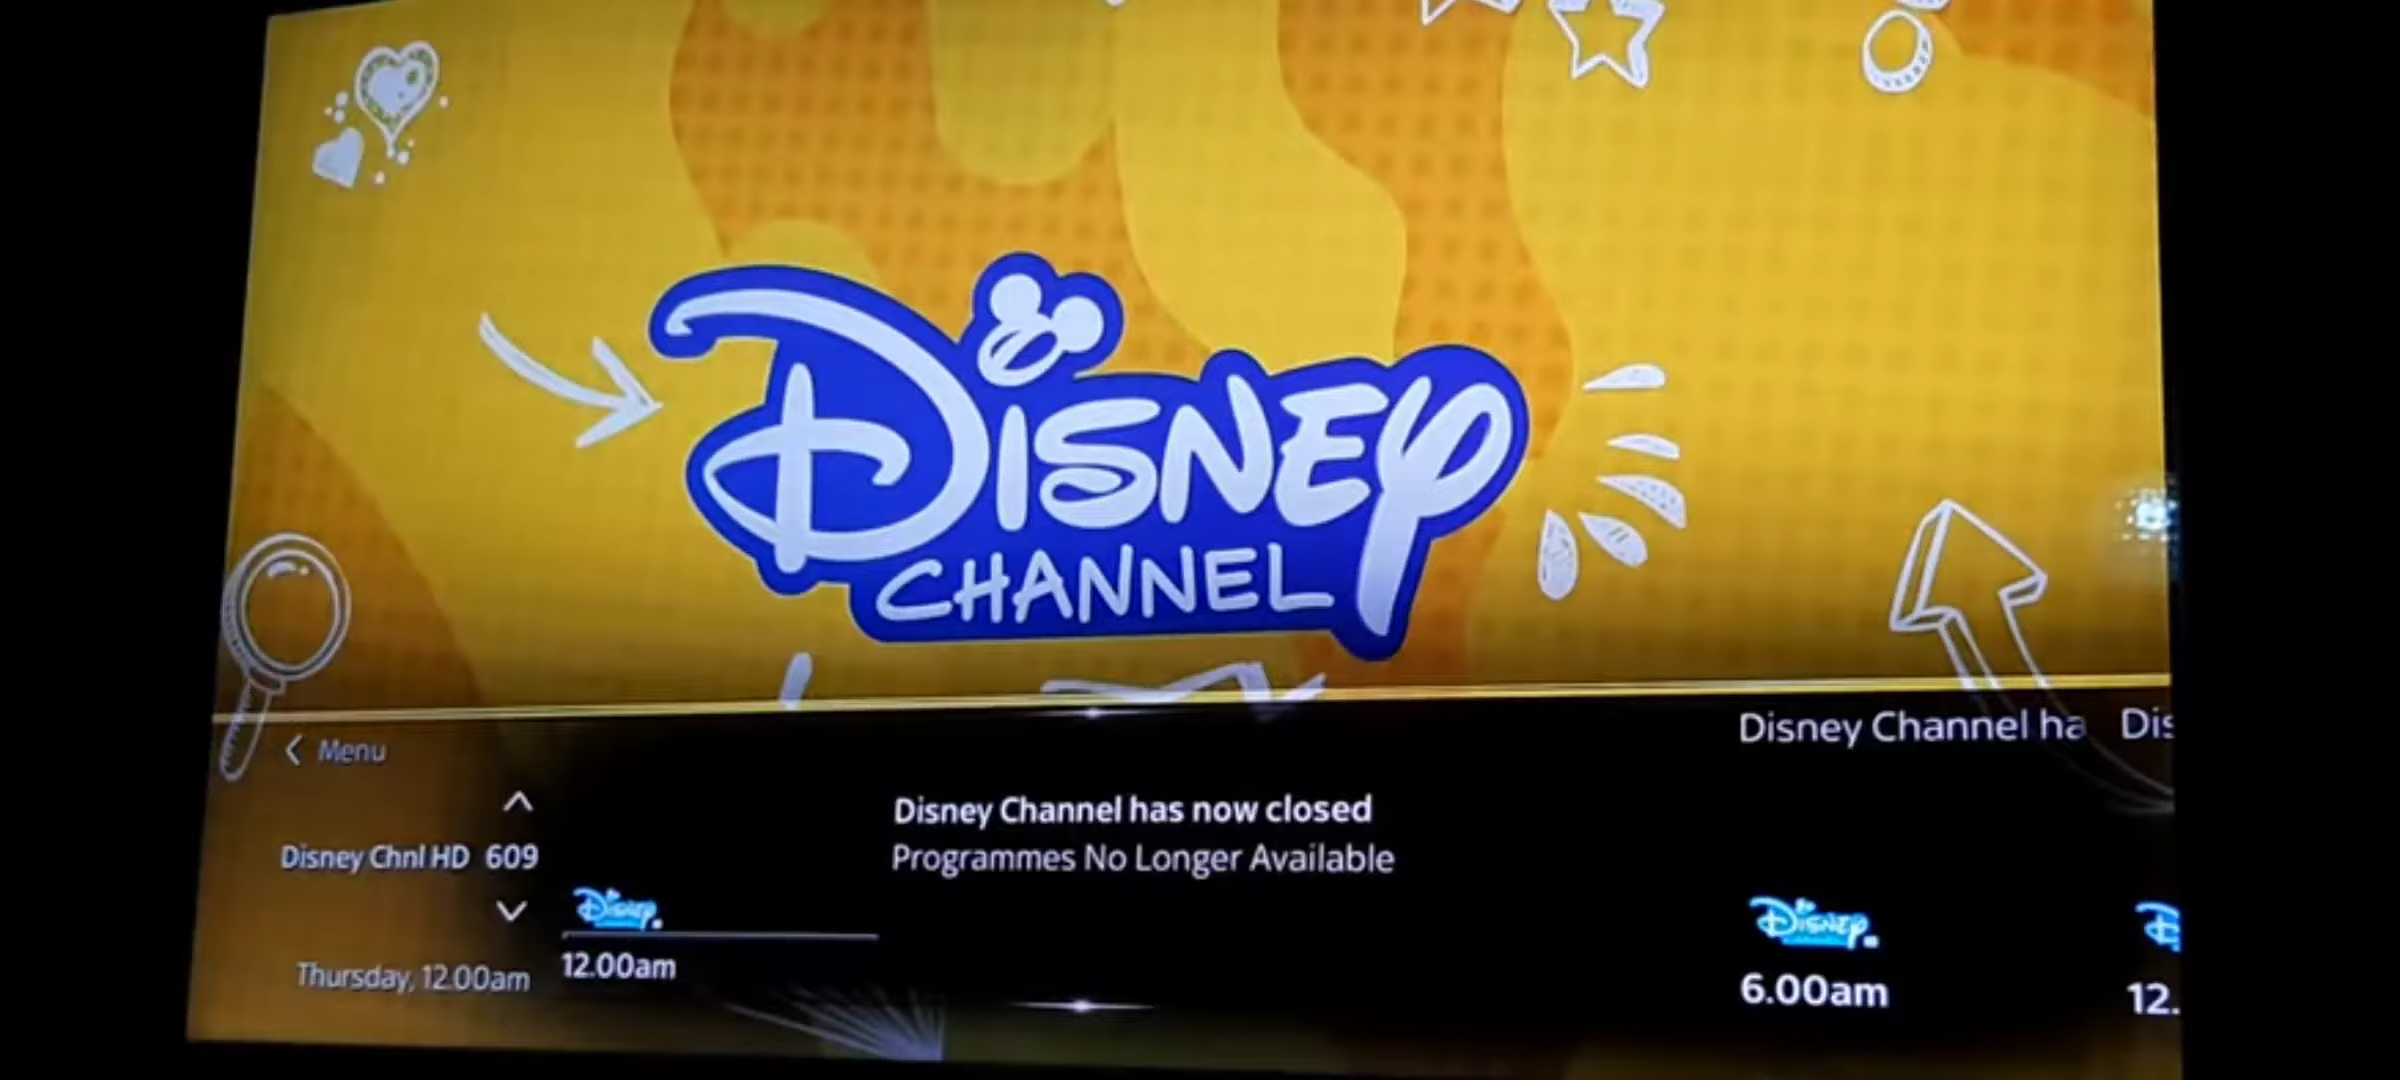 DISNEY
CHANNEL
Menu
Disney Channel ha
Dis
Disney Channel has now closed
Programmes No Longer Available
Disney Chnl HD 609
Disney
Disney
Thursday, 12.00am
12.00am
6.00am
12.